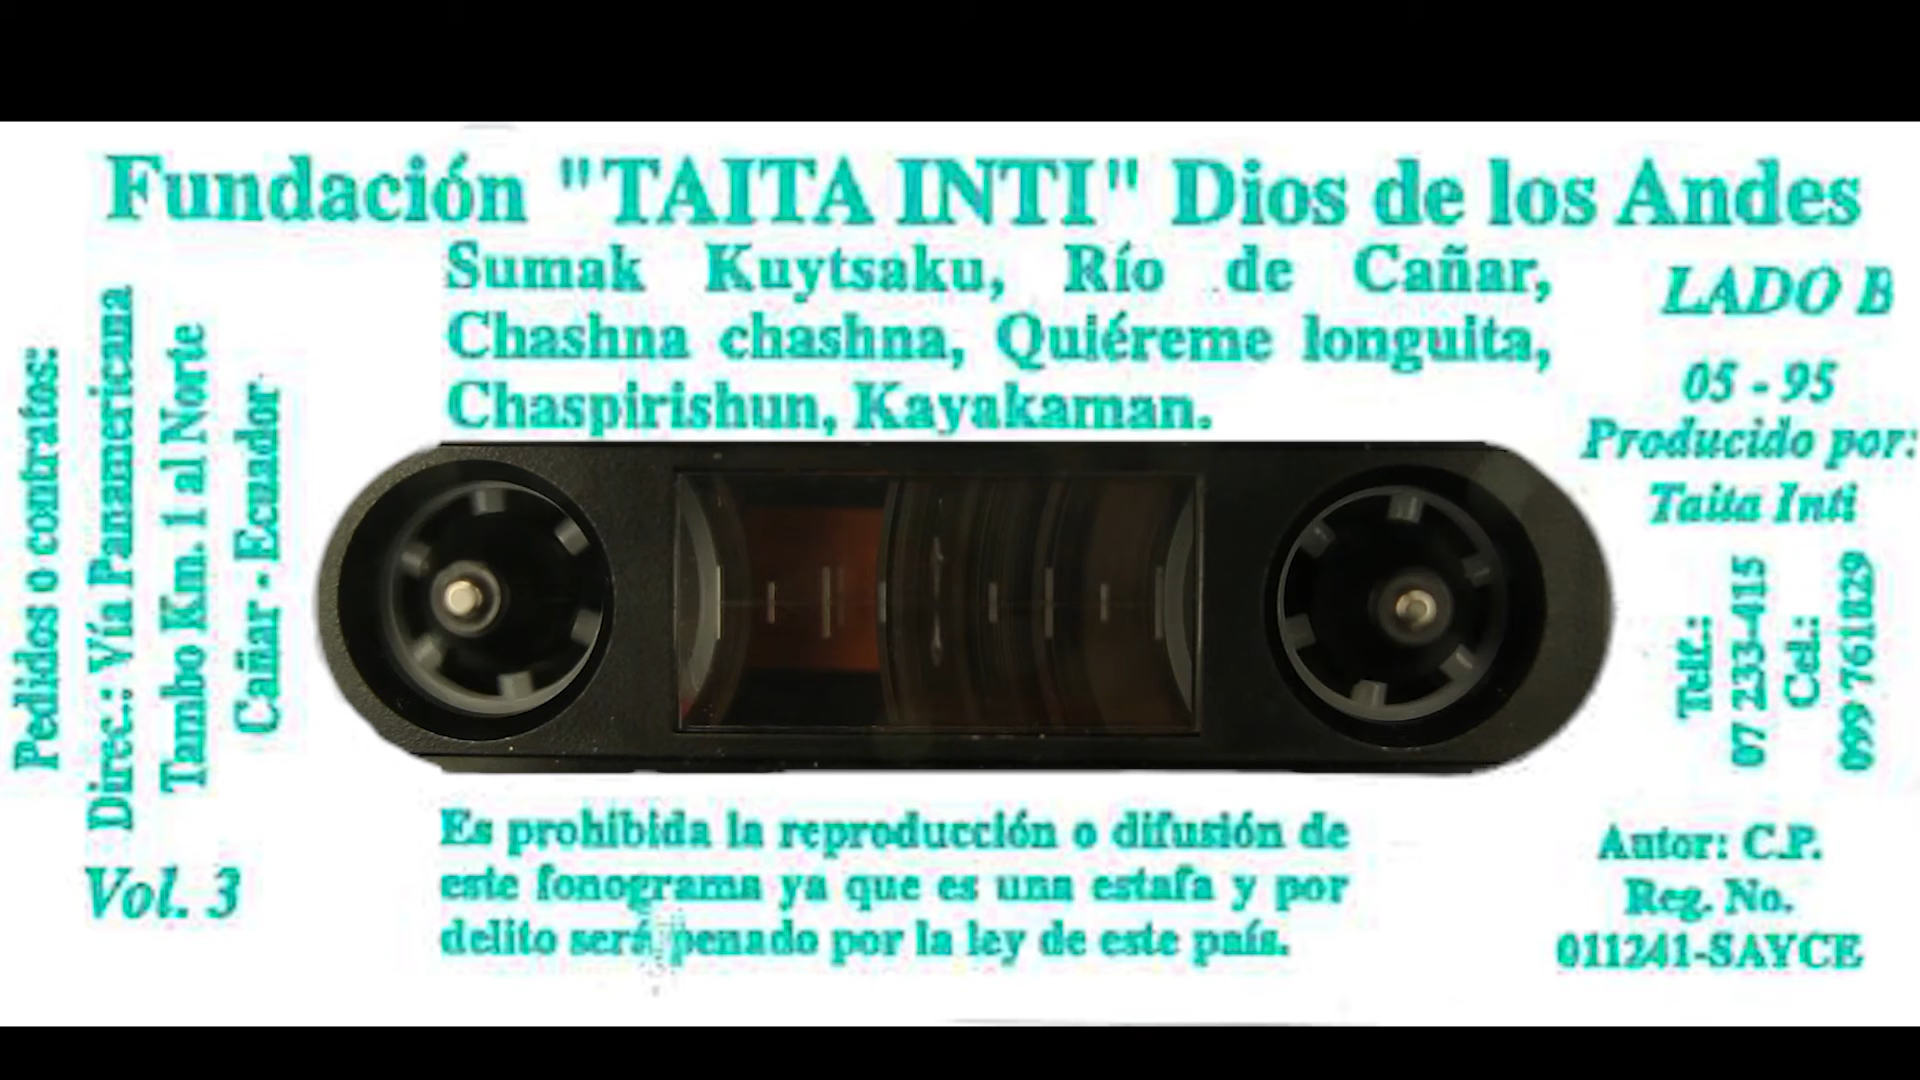 Fundación "TAITA INTI" Dios de los Andes
Sumak Kuytsaku, Río de Cañar,
Chashna chashna, Quiéreme longuita,
Chaspirishun, Kayakaman.
LADO B
05 - 95
Producido por:
Taita Inti
Telf.:
07 233-415
Cel.:
099 761829
Pedidos o contratos:
Direc.: Vía Panamericana
Tambo Km. 1 al Norte
Cañar - Ecuador
Vol. 3
Es prohibida la reproducción o difusión de
este fonograma ya que es una estafa y por
delito será penado por la ley de este país.
Autor: C.P.
Reg. No.
011241-SAYCE